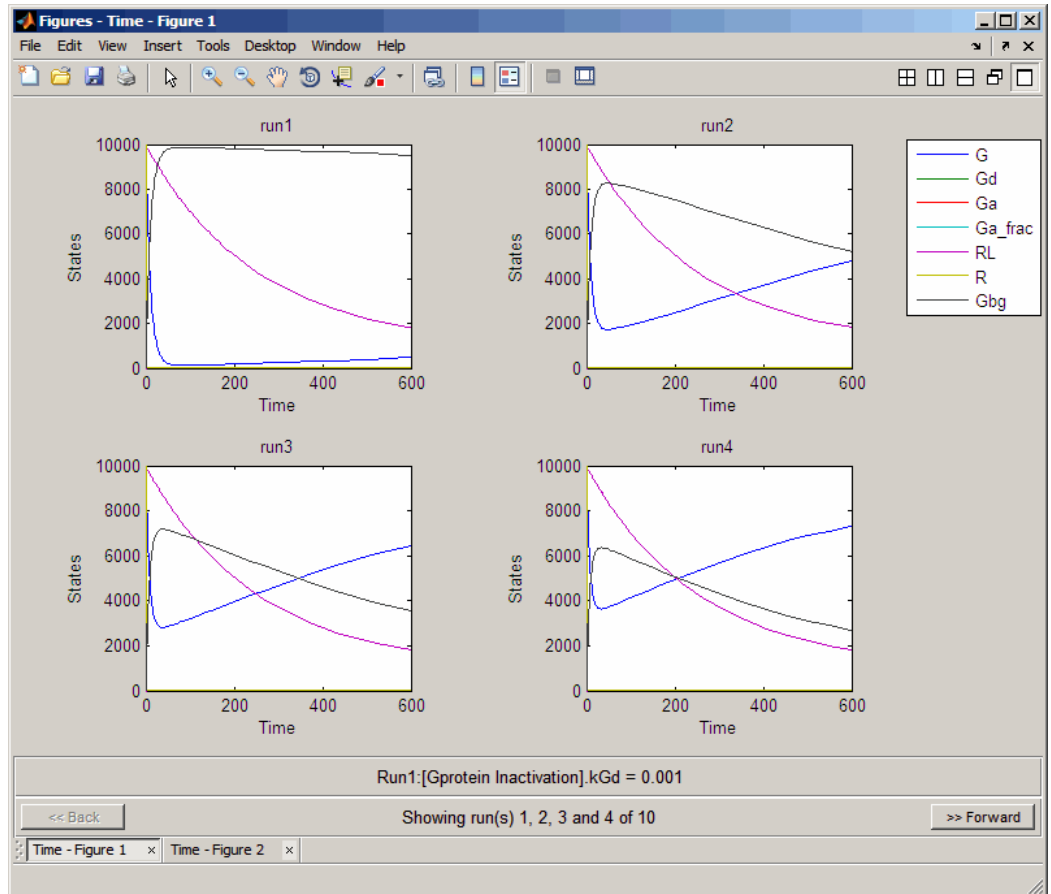 Figures - Time - Figure 1
File Edit View Insert Tools Desktop Window Help
run1
10000
8000
6000
4000
2000
0
States
0 200 400 600
Time
run2
10000
8000
6000
4000
2000
0
States
0 200 400 600
Time
G
Gd
Ga
Ga_frac
RL
R
Gbg
run3
10000
8000
6000
4000
2000
0
States
0 200 400 600
Time
run4
10000
8000
6000
4000
2000
0
States
0 200 400 600
Time
Run1:[Gprotein Inactivation].kGd = 0.001
<< Back
Showing run(s) 1, 2, 3 and 4 of 10
>> Forward
Time - Figure 1 x Time - Figure 2 x